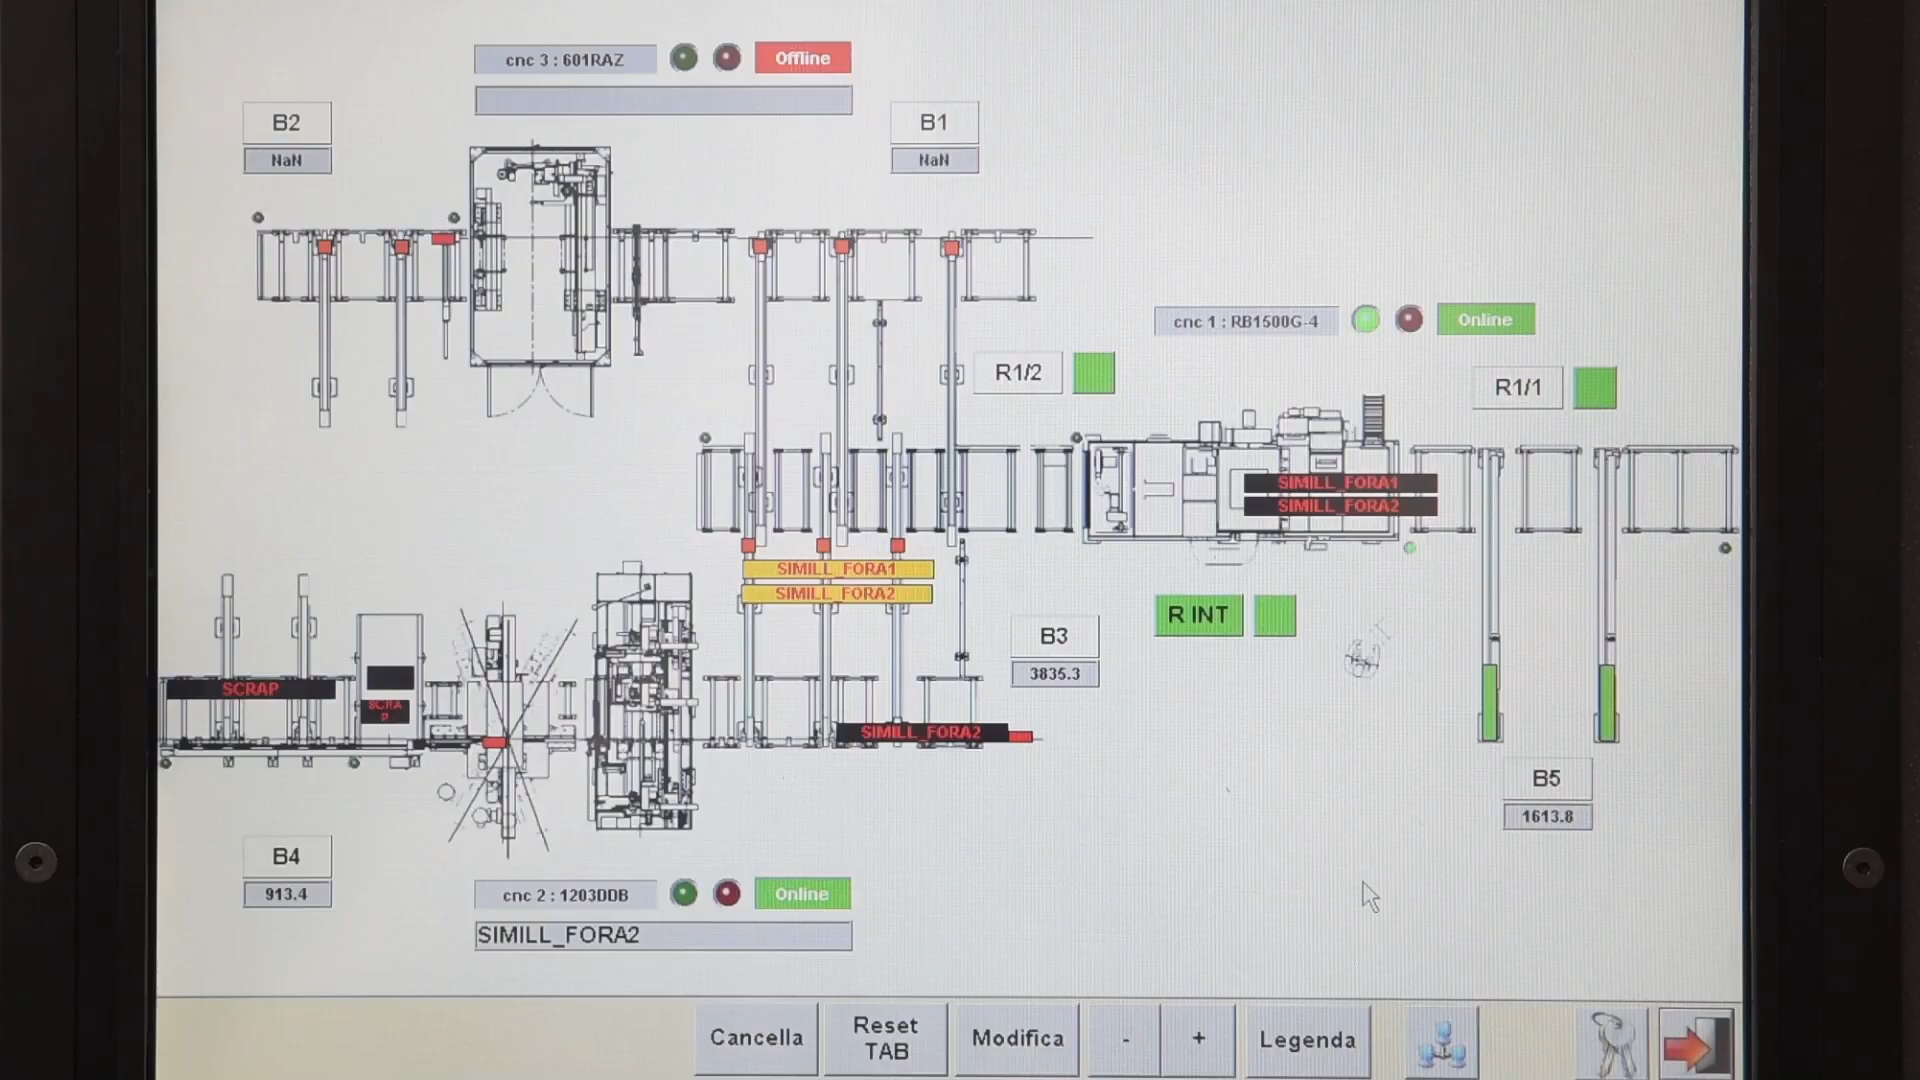 cnc 3 : 601RAZ
Offline
B2
NaN
B1
NaN
cnc 1 : RB1500G-4
Online
R1/2
R1/1
SIMILL_FORA1
SIMILL_FORA2
SIMILL_FORA1
SIMILL_FORA2
R INT
B3
3835.3
SCRAP
SCRA
P
SIMILL_FORA2
B5
1613.8
B4
913.4
cnc 2 : 1203DDB
Online
SIMILL_FORA2
Cancella
Reset
TAB
Modifica
-
+
Legenda